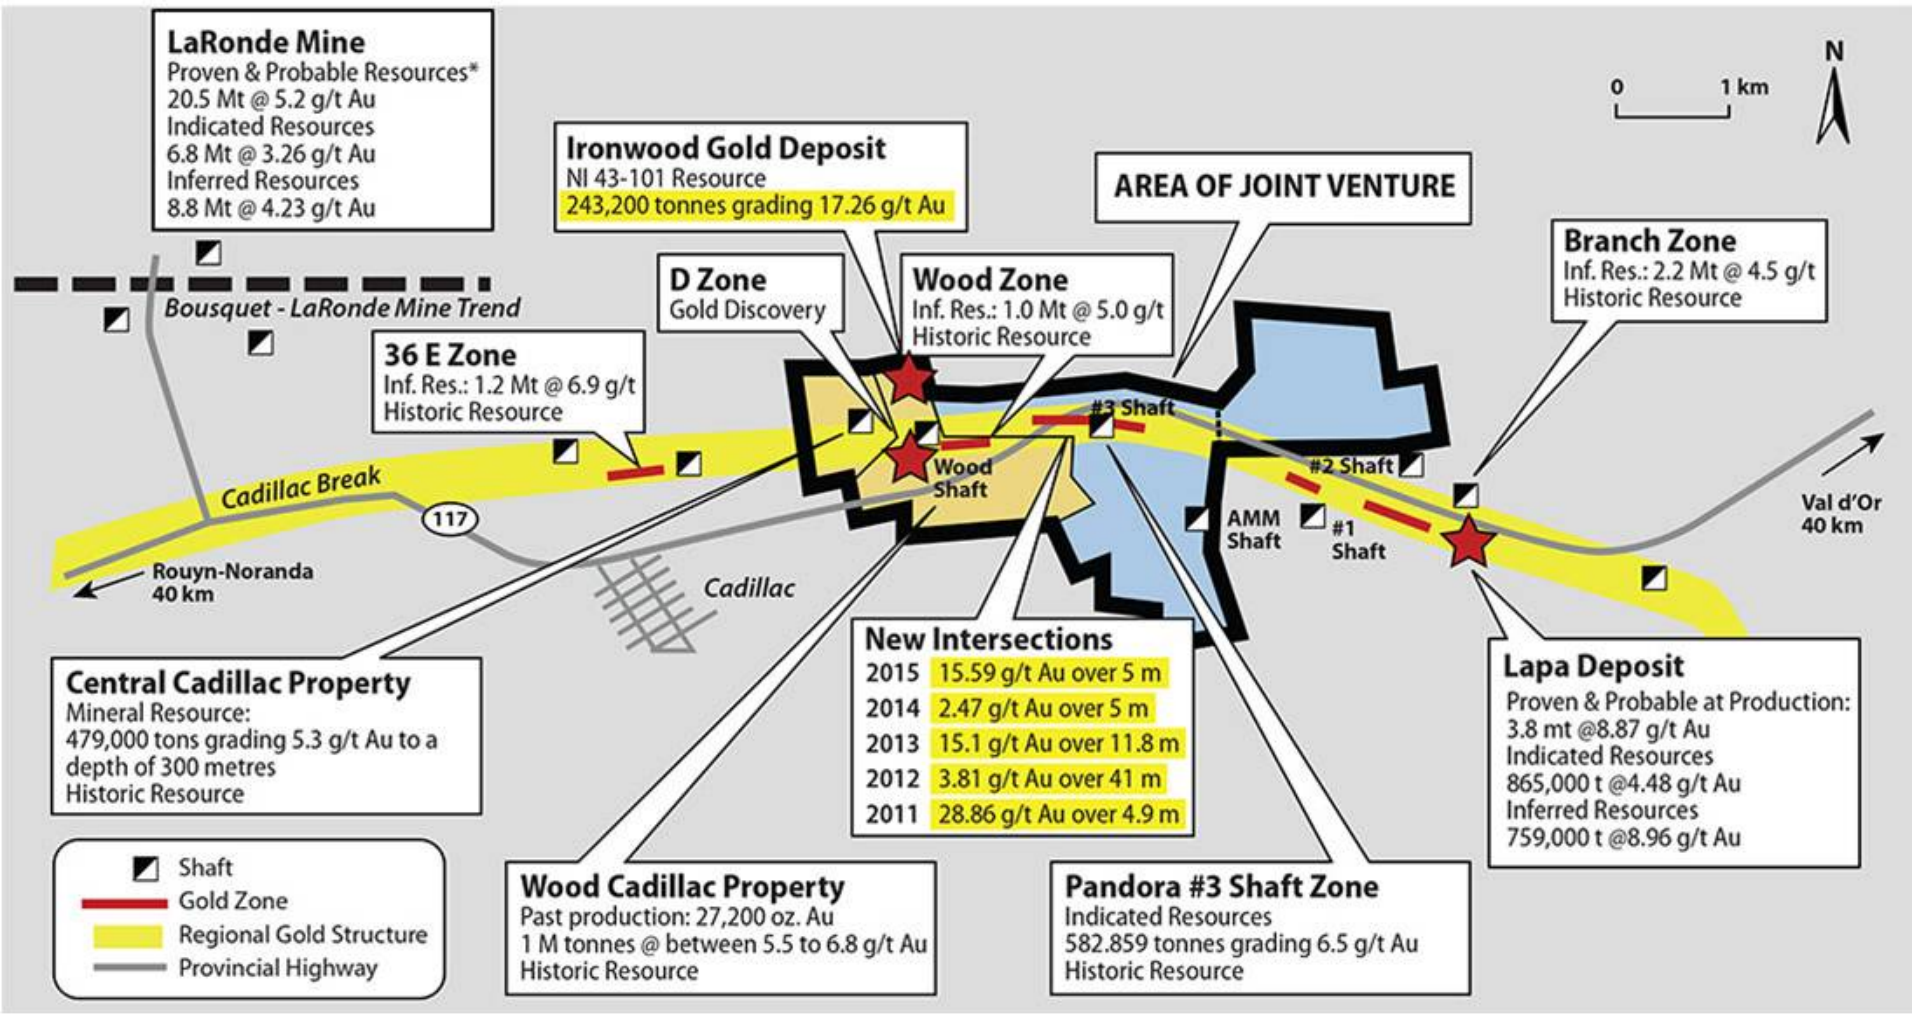 LaRonde Mine
Proven & Probable Resources*
20.5 Mt @ 5.2 g/t Au
Indicated Resources
6.8 Mt @ 3.26 g/t Au
Inferred Resources
8.8 Mt @ 4.23 g/t Au
Bousquet - LaRonde Mine Trend
Ironwood Gold Deposit
NI 43-101 Resource
243,200 tonnes grading 17.26 g/t Au
AREA OF JOINT VENTURE
0 1 km
N
D Zone
Gold Discovery
Wood Zone
Inf. Res.: 1.0 Mt @ 5.0 g/t
Historic Resource
Branch Zone
Inf. Res.: 2.2 Mt @ 4.5 g/t
Historic Resource
36 E Zone
Inf. Res.: 1.2 Mt @ 6.9 g/t
Historic Resource
#3 Shaft
Wood
Shaft
#2 Shaft
AMM
Shaft
#1
Shaft
Val d'Or
40 km
Cadillac Break
117
Rouyn-Noranda
40 km
Cadillac
Central Cadillac Property
Mineral Resource:
479,000 tons grading 5.3 g/t Au to a
depth of 300 metres
Historic Resource
New Intersections
2015 15.59 g/t Au over 5 m
2014 2.47 g/t Au over 5 m
2013 15.1 g/t Au over 11.8 m
2012 3.81 g/t Au over 41 m
2011 28.86 g/t Au over 4.9 m
Lapa Deposit
Proven & Probable at Production:
3.8 mt @8.87 g/t Au
Indicated Resources
865,000 t @4.48 g/t Au
Inferred Resources
759,000 t @8.96 g/t Au
Shaft
Gold Zone
Regional Gold Structure
Provincial Highway
Wood Cadillac Property
Past production: 27,200 oz. Au
1 M tonnes @ between 5.5 to 6.8 g/t Au
Historic Resource
Pandora #3 Shaft Zone
Indicated Resources
582.859 tonnes grading 6.5 g/t Au
Historic Resource